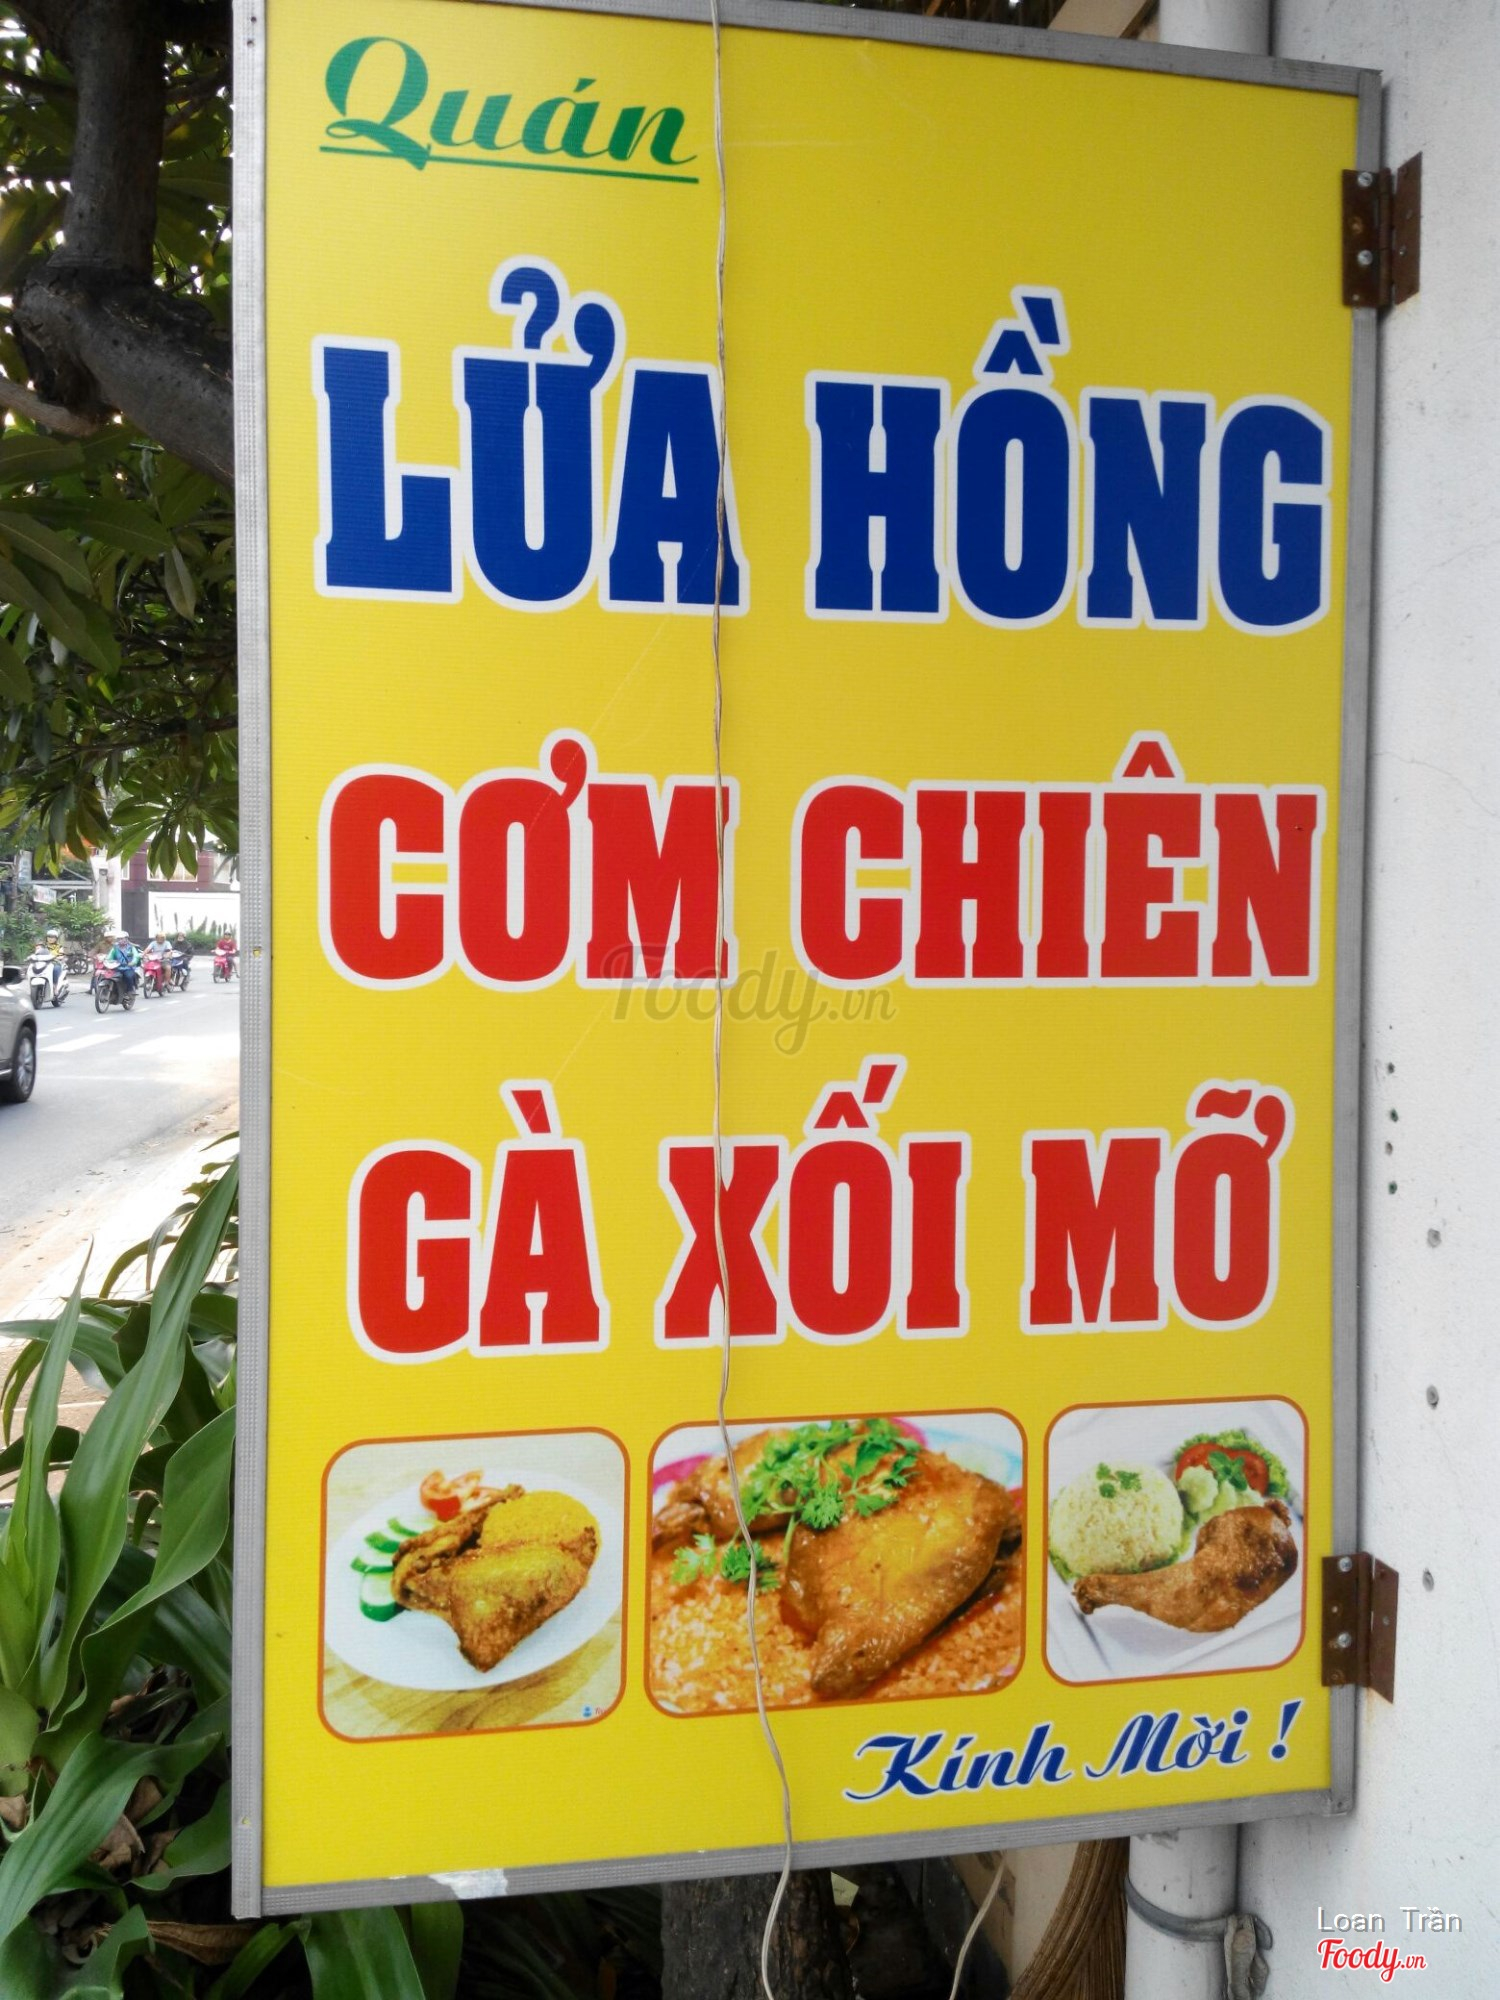 Quán
LỬA HỒNG
CƠM CHIÊN
Foody.vn
GÀ XỐI MỠ
Kính Mời !
Loan Trần
Foody.vn